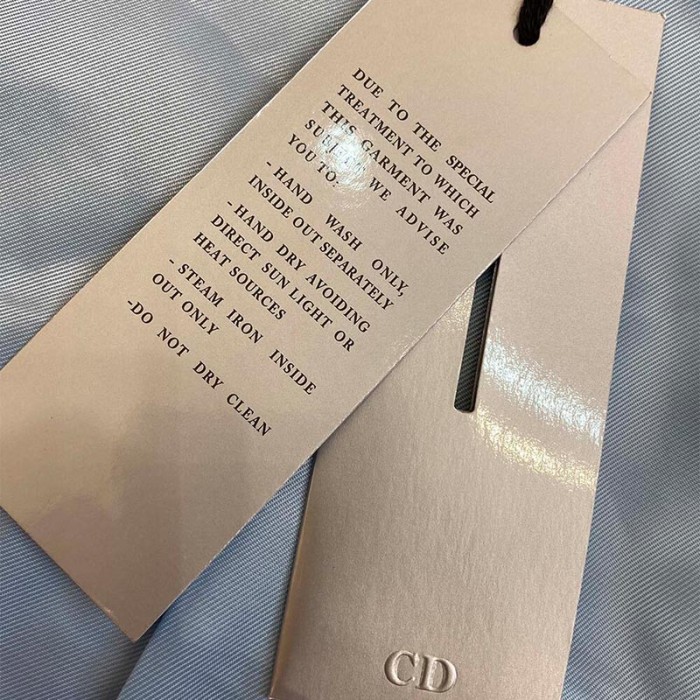 DUE TO THE SPECIAL
TREATMENT TO WHICH
THIS GARMENT WAS
WE ADVISE
YOU TO:
- HAND WASH ONLY,
INSIDE OUT SEPARATELY
- HAND DRY AVOIDING
DIRECT SUN LIGHT OR
HEAT SOURCES
- STEAM IRON INSIDE
OUT ONLY
-DO NOT DRY CLEAN
CD